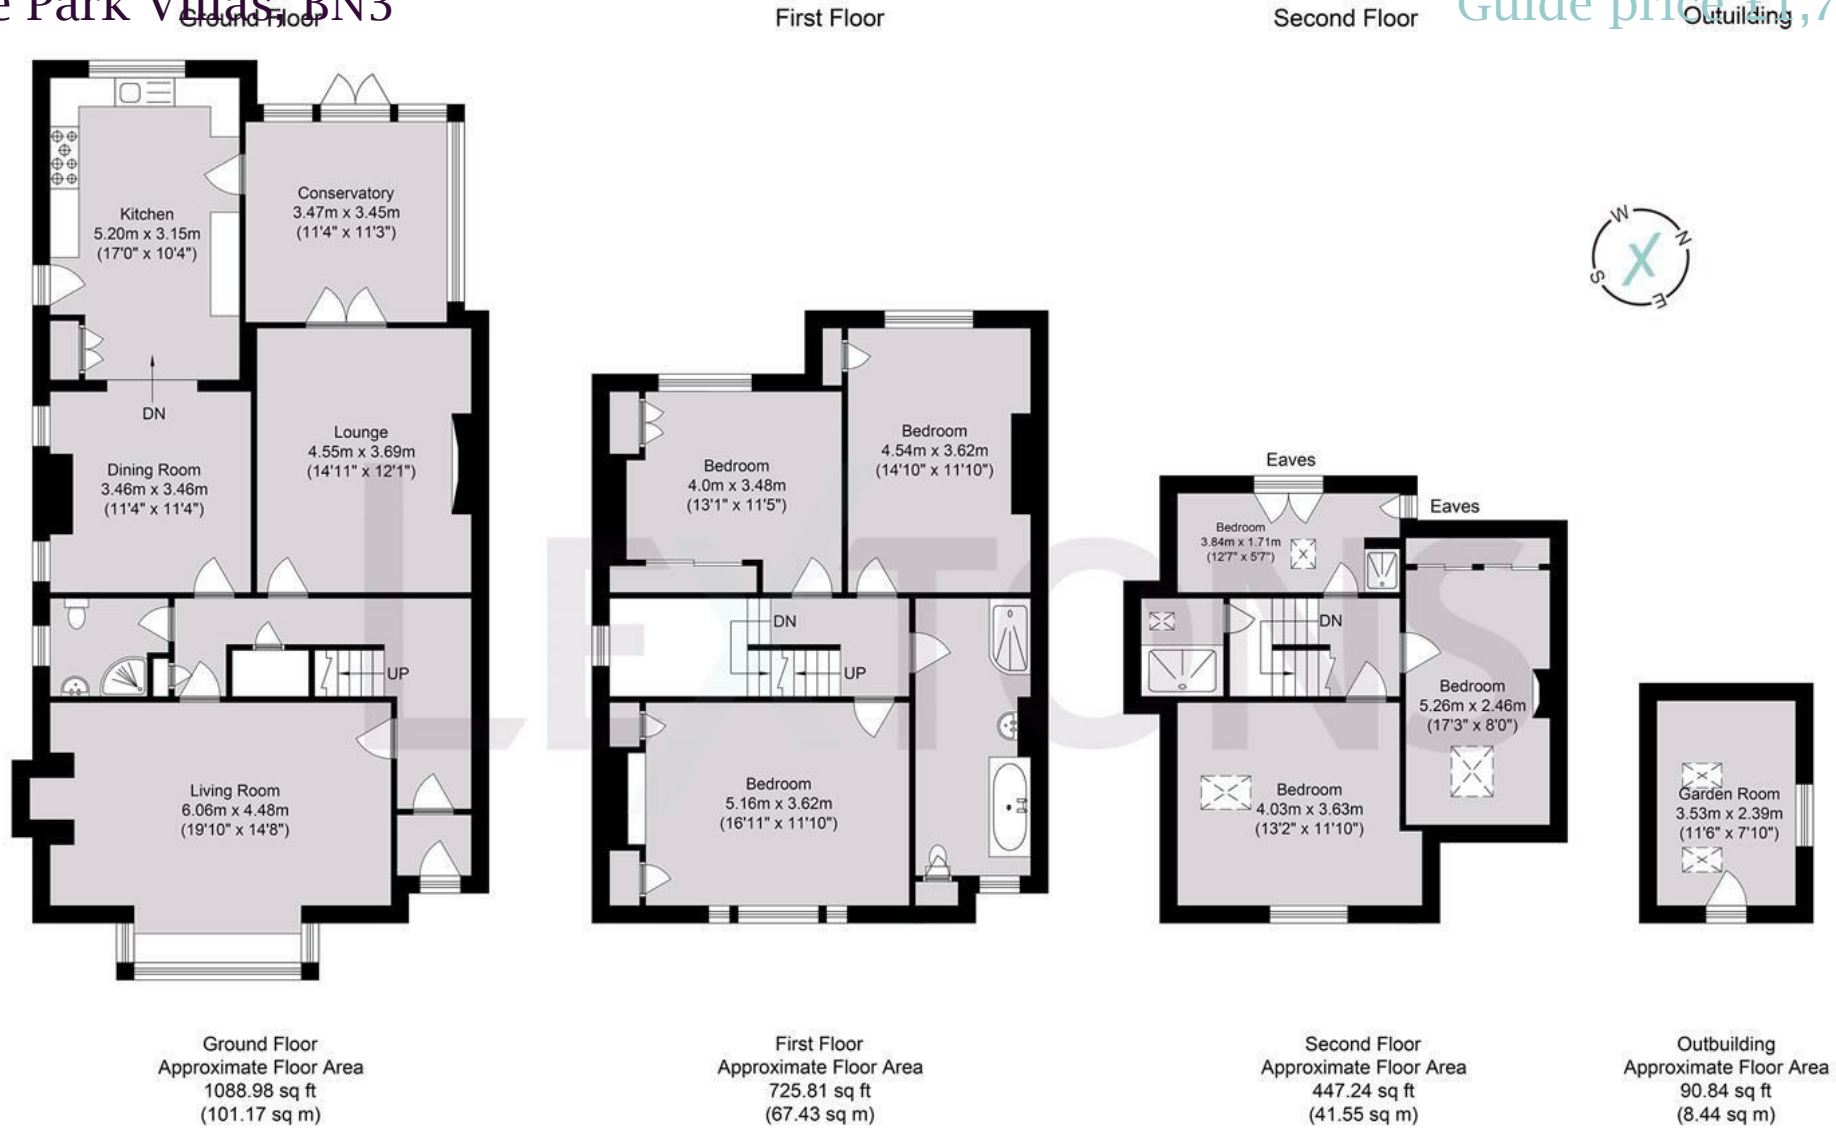 e Park Villas, BN3
Guide price £1,7
Ground Floor
First Floor
Second Floor
Outuilding
Kitchen
5.20m x 3.15m
(17'0" x 10'4")
Conservatory
3.47m x 3.45m
(11'4" x 11'3")
DN
Dining Room
3.46m x 3.46m
(11'4" x 11'4")
Lounge
4.55m x 3.69m
(14'11" x 12'1")
UP
Living Room
6.06m x 4.48m
(19'10" x 14'8")
Bedroom
4.0m x 3.48m
(13'1" x 11'5")
Bedroom
4.54m x 3.62m
(14'10" x 11'10")
DN
UP
Bedroom
5.16m x 3.62m
(16'11" x 11'10")
Eaves
Eaves
Bedroom
3.84m x 1.71m
(12'7" x 5'7")
DN
Bedroom
5.26m x 2.46m
(17'3" x 8'0")
Bedroom
4.03m x 3.63m
(13'2" x 11'10")
W
N
S
E
X
Garden Room
3.53m x 2.39m
(11'6" x 7'10")
LEXTONS
Ground Floor
Approximate Floor Area
1088.98 sq ft
(101.17 sq m)
First Floor
Approximate Floor Area
725.81 sq ft
(67.43 sq m)
Second Floor
Approximate Floor Area
447.24 sq ft
(41.55 sq m)
Outbuilding
Approximate Floor Area
90.84 sq ft
(8.44 sq m)